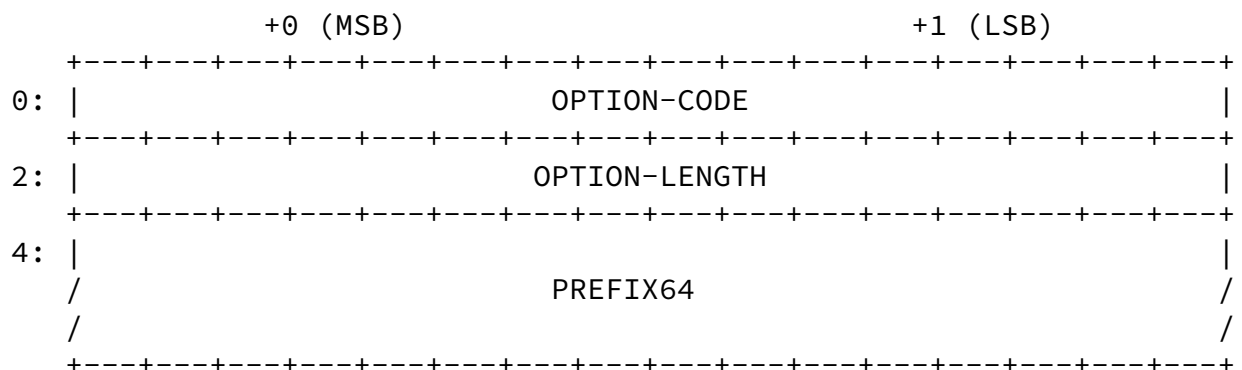 +0 (MSB)                            +1 (LSB)
   +---+---+---+---+---+---+---+---+---+---+---+---+---+---+---+---+
0: |                          OPTION-CODE                          |
   +---+---+---+---+---+---+---+---+---+---+---+---+---+---+---+---+
2: |                         OPTION-LENGTH                         |
   +---+---+---+---+---+---+---+---+---+---+---+---+---+---+---+---+
4: |                                                               |
   /                          PREFIX64                             /
   /                                                               /
   +---+---+---+---+---+---+---+---+---+---+---+---+---+---+---+---+